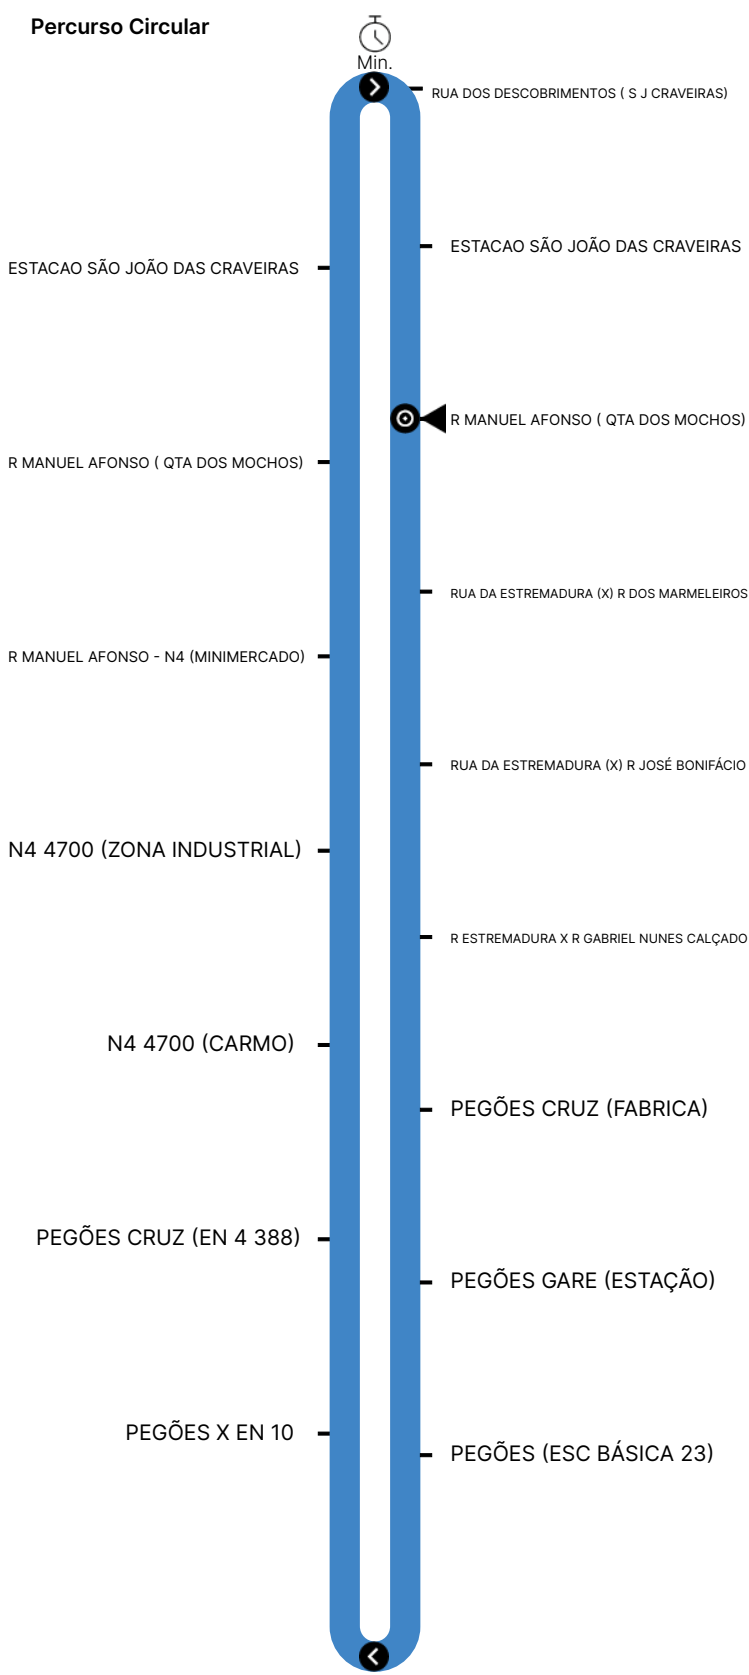 Percurso Circular
Min.
RUA DOS DESCOBRIMENTOS ( S J CRAVEIRAS)
ESTACAO SÃO JOÃO DAS CRAVEIRAS
ESTACAO SÃO JOÃO DAS CRAVEIRAS
R MANUEL AFONSO ( QTA DOS MOCHOS)
R MANUEL AFONSO ( QTA DOS MOCHOS)
RUA DA ESTREMADURA (X) R DOS MARMELEIROS
R MANUEL AFONSO - N4 (MINIMERCADO)
RUA DA ESTREMADURA (X) R JOSÉ BONIFÁCIO
N4 4700 (ZONA INDUSTRIAL)
R ESTREMADURA X R GABRIEL NUNES CALÇADO
N4 4700 (CARMO)
PEGÕES CRUZ (FABRICA)
PEGÕES CRUZ (EN 4 388)
PEGÕES GARE (ESTAÇÃO)
PEGÕES X EN 10
PEGÕES (ESC BÁSICA 23)